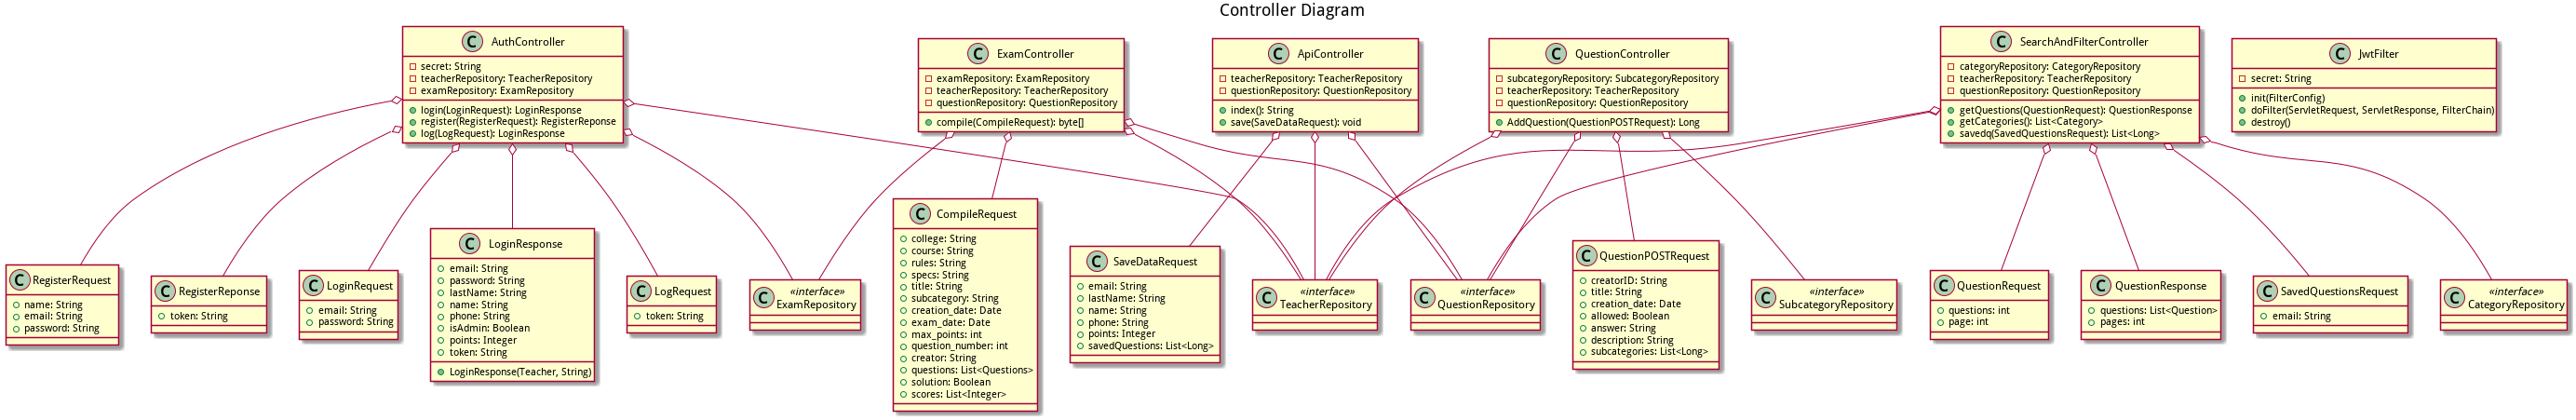 Controller Diagram
C AuthController
secret: String
teacherRepository: TeacherRepository
examRepository: ExamRepository
login(LoginRequest): LoginResponse
register(RegisterRequest): RegisterReponse
log(LogRequest): LoginResponse
C ExamController
examRepository: ExamRepository
teacherRepository: TeacherRepository
questionRepository: QuestionRepository
compile(CompileRequest): byte[]
C ApiController
teacherRepository: TeacherRepository
questionRepository: QuestionRepository
index(): String
save(SaveDataRequest): void
C QuestionController
subcategoryRepository: SubcategoryRepository
teacherRepository: TeacherRepository
questionRepository: QuestionRepository
AddQuestion(QuestionPOSTRequest): Long
C SearchAndFilterController
categoryRepository: CategoryRepository
teacherRepository: TeacherRepository
questionRepository: QuestionRepository
getQuestions(QuestionRequest): QuestionResponse
getCategories(): List<Category>
savedq(SavedQuestionsRequest): List<Long>
C JwtFilter
secret: String
init(FilterConfig)
doFilter(ServletRequest, ServletResponse, FilterChain)
destroy()
C RegisterRequest
name: String
email: String
password: String
C RegisterReponse
token: String
C LoginRequest
email: String
password: String
C LoginResponse
email: String
password: String
lastName: String
name: String
phone: String
isAdmin: Boolean
points: Integer
token: String
LoginResponse(Teacher, String)
C LogRequest
token: String
C «interface»
ExamRepository
C CompileRequest
college: String
course: String
rules: String
specs: String
title: String
subcategory: String
creation_date: Date
exam_date: Date
max_points: int
question_number: int
creator: String
questions: List<Questions>
solution: Boolean
scores: List<Integer>
C SaveDataRequest
email: String
lastName: String
name: String
phone: String
points: Integer
savedQuestions: List<Long>
C «interface»
TeacherRepository
C «interface»
QuestionRepository
C QuestionPOSTRequest
creatorID: String
title: String
creation_date: Date
allowed: Boolean
answer: String
description: String
subcategories: List<Long>
C «interface»
SubcategoryRepository
C QuestionRequest
questions: int
page: int
C QuestionResponse
questions: List<Question>
pages: int
C SavedQuestionsRequest
email: String
C «interface»
CategoryRepository